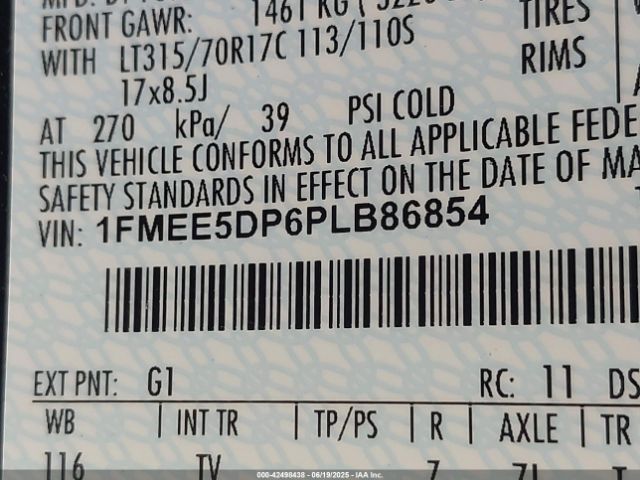 FRONT GAWR: 1461 KG ( TIRES
WITH LT315/70R17C 113/110S RIMS
17x8.5J
AT 270 kPa/ 39 PSI COLD
THIS VEHICLE CONFORMS TO ALL APPLICABLE FEDE
SAFETY STANDARDS IN EFFECT ON THE DATE OF MA
VIN: 1FMEE5DP6PLB86854
EXT PNT: G1 RC: 11 DS
WB INT TR TP/PS R AXLE TR
116 TV 7
000-42498438 - 06/19/2025 - IAA Inc.